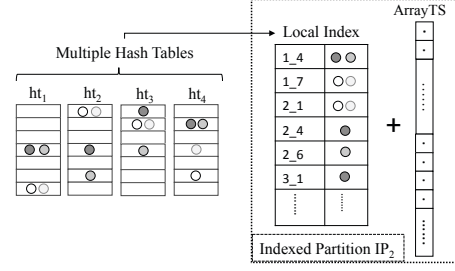 ArrayTS
Local Index
Multiple Hash Tables
ht1 ht2 ht3 ht4
1_4
1_7
2_1
2_4
2_6
3_1
+
Indexed Partition IP2